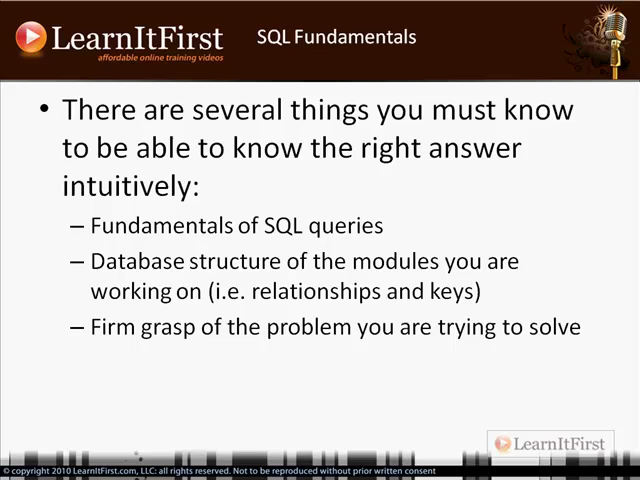 LearnItFirst
affordable online training videos
SQL Fundamentals
• There are several things you must know
to be able to know the right answer
intuitively:
– Fundamentals of SQL queries
– Database structure of the modules you are
working on (i.e. relationships and keys)
– Firm grasp of the problem you are trying to solve
LearnItFirst
© copyright 2010 LearnItFirst.com, LLC: all rights reserved. Not to be reproduced without prior written consent